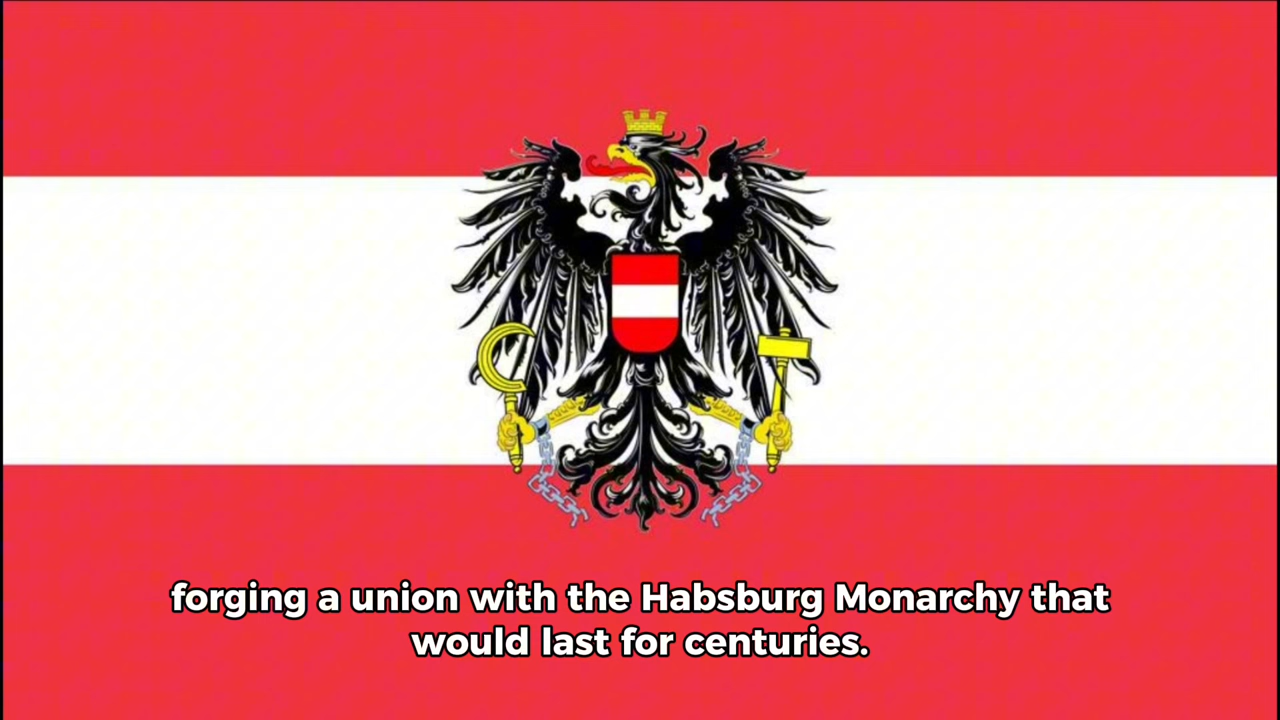 forging a union with the Habsburg Monarchy that
would last for centuries.